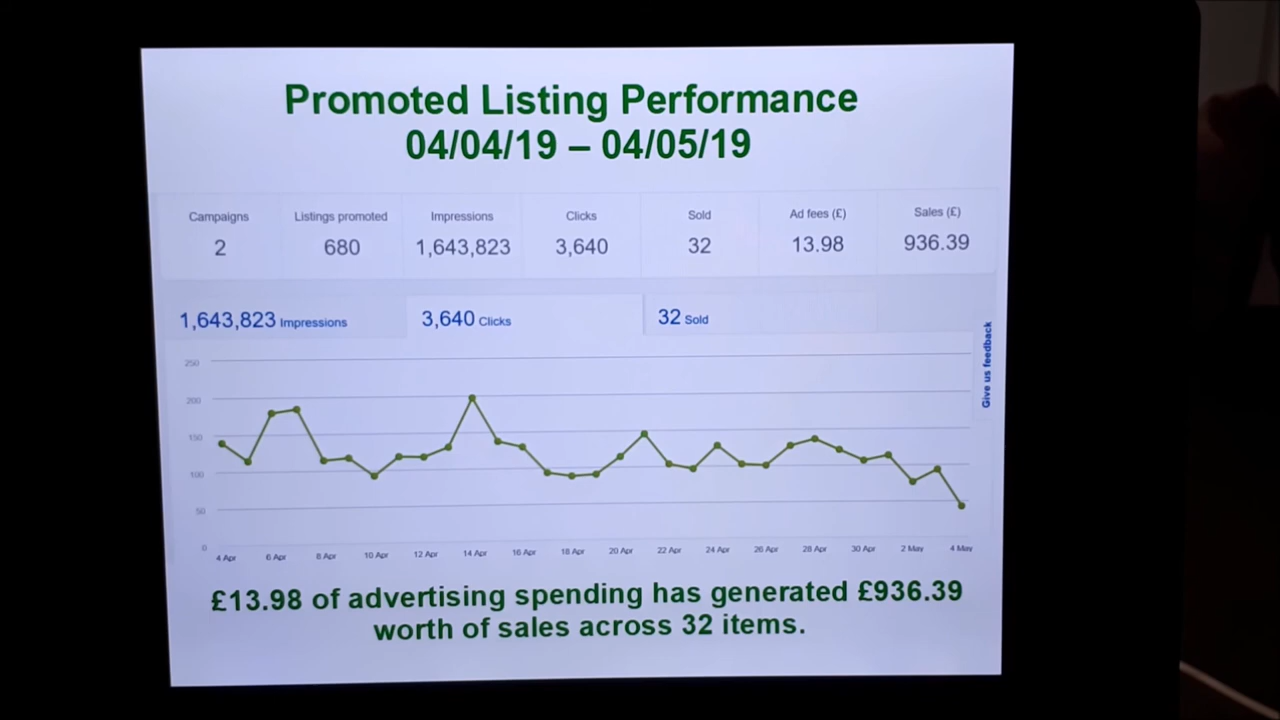 Promoted Listing Performance
04/04/19 – 04/05/19
Campaigns Listings promoted Impressions Clicks Sold Ad fees (£) Sales (£)
2 680 1,643,823 3,640 32 13.98 936.39
1,643,823 Impressions 3,640 Clicks 32 Sold
Give us feedback
250
200
150
100
50
0
4 Apr 6 Apr 8 Apr 10 Apr 12 Apr 14 Apr 16 Apr 18 Apr 20 Apr 22 Apr 24 Apr 26 Apr 28 Apr 30 Apr 2 May 4 May
£13.98 of advertising spending has generated £936.39
worth of sales across 32 items.